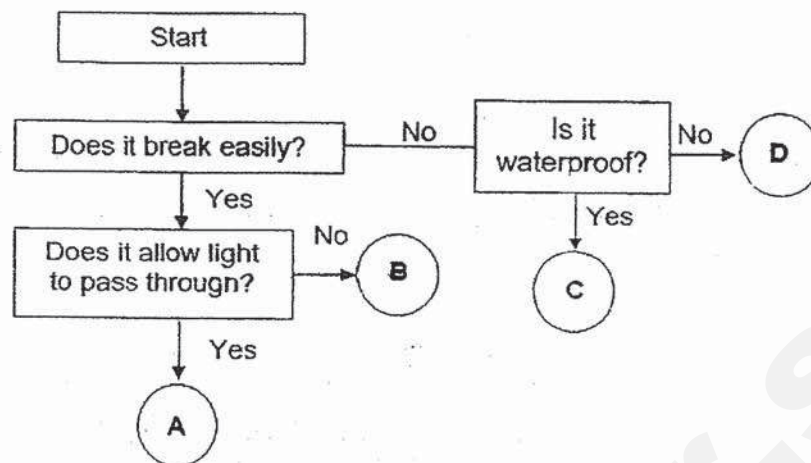 Start
Does it break easily?
No
Is it
waterproof?
No
D
Yes
Yes
Does it allow light
to pass througn?
No
B
C
Yes
A